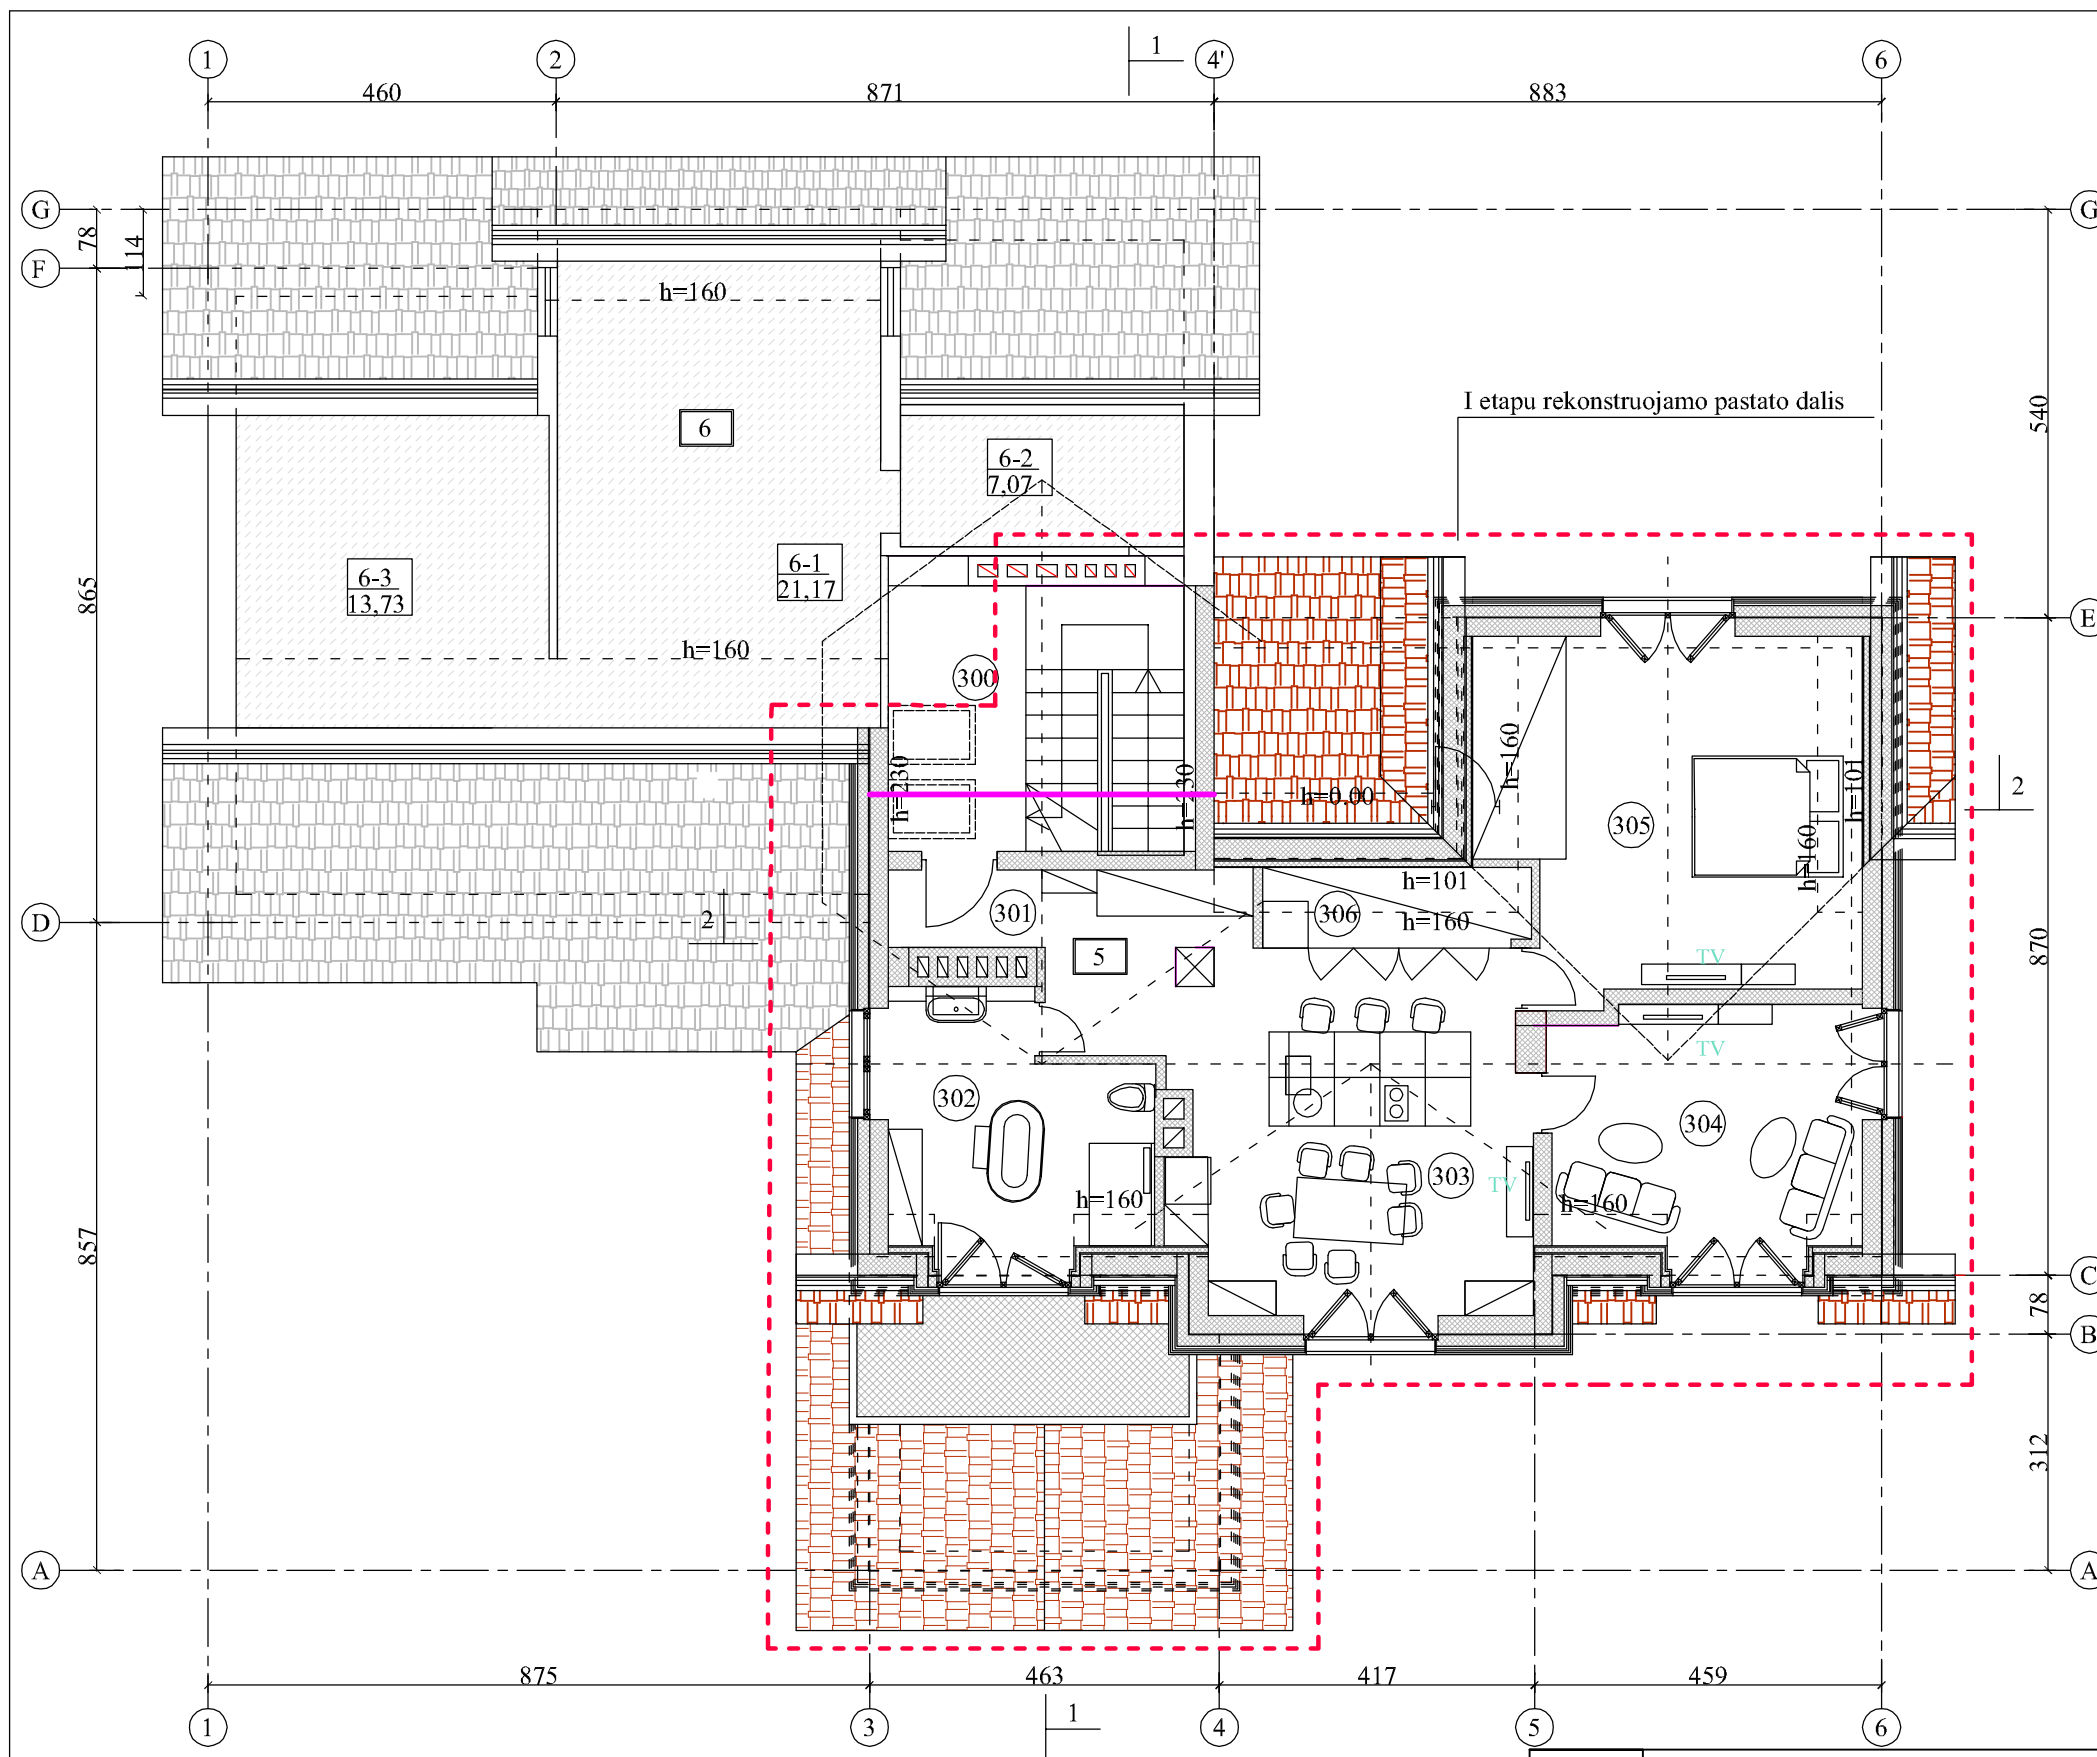 1
2
1
4'
6
460
871
883
G
G
78
114
F
h=160
I etapu rekonstruojamo pastato dalis
540
6
6-2
7,07
6-3
13,73
6-1
21,17
865
E
h=160
300
h=230
h=230
h=0,00
h=160
305
h=160
h=101
2
h=101
301
306
h=160
D
2
5
TV
870
TV
302
304
303
TV
h=160
h=160
857
C
78
B
312
A
A
875
463
417
459
1
3
1
4
5
6